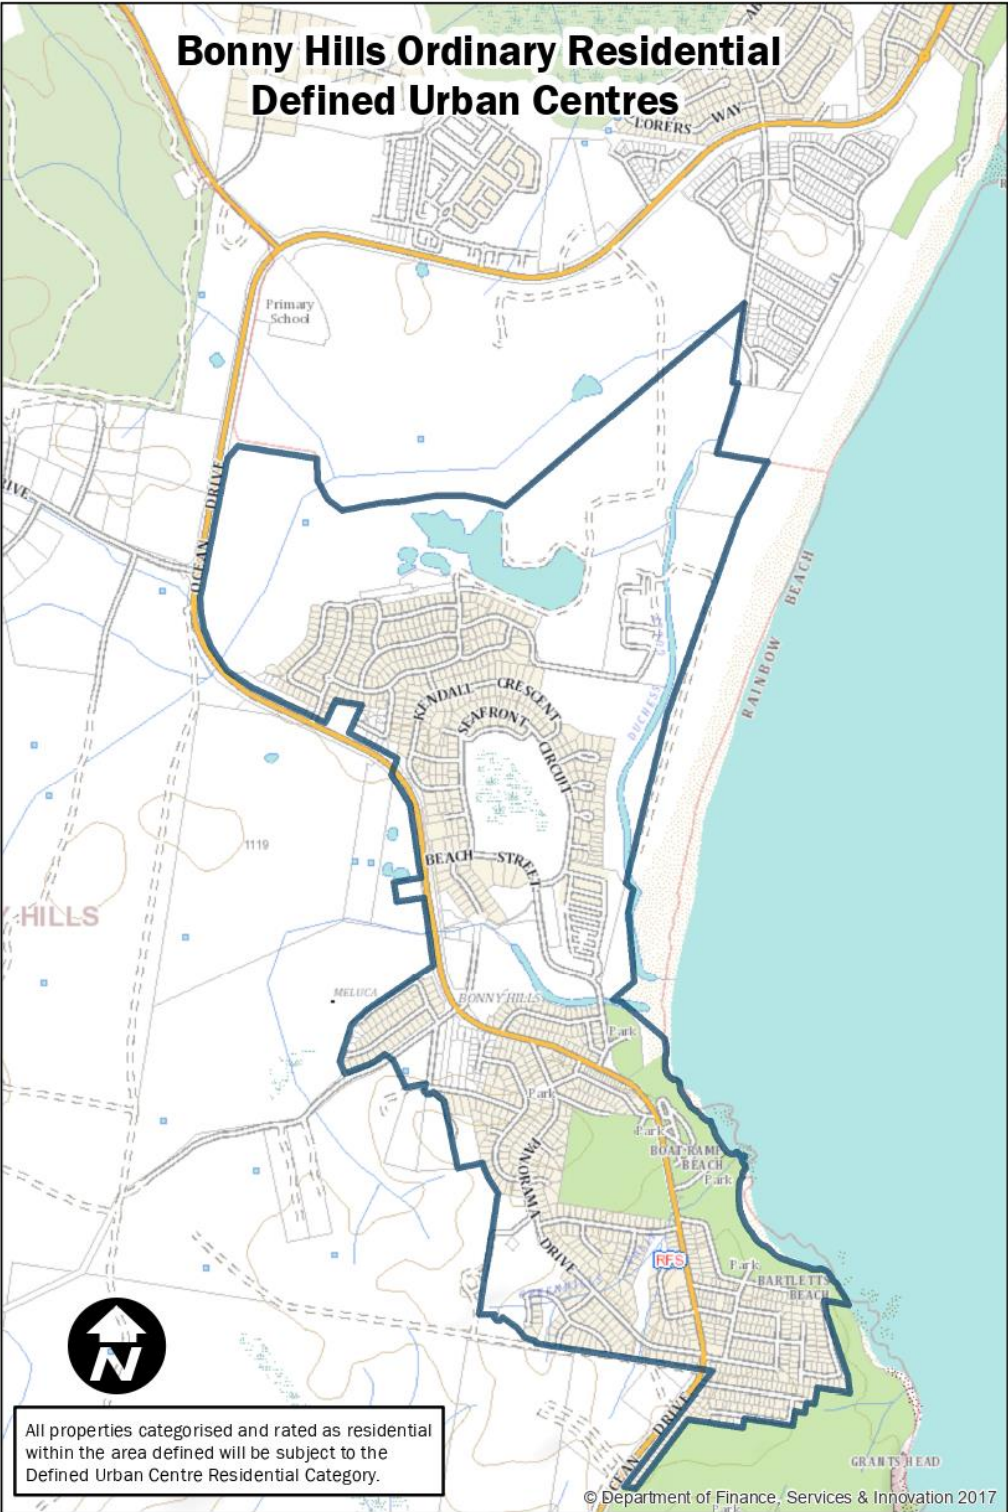 Bonny Hills Ordinary Residential
Defined Urban Centres
LORERS WAY
Primary
School
OCEAN DRIVE
RIVE
RAINBOW BEACH
KENDALL CRESCENT
SEAFRONT
CIRCUIT
DUCHESS
BEACH STREET
1119
HILLS
MELUCA
BONNY HILLS
Park
Park
Park
BOAT RAMP
BEACH
Park
PANORAMA DRIVE
RFS
Park
BARTLETTS
BEACH
N
All properties categorised and rated as residential
within the area defined will be subject to the
Defined Urban Centre Residential Category.
OCEAN DRIVE
GRANTS HEAD
© Department of Finance, Services & Innovation 2017
Park